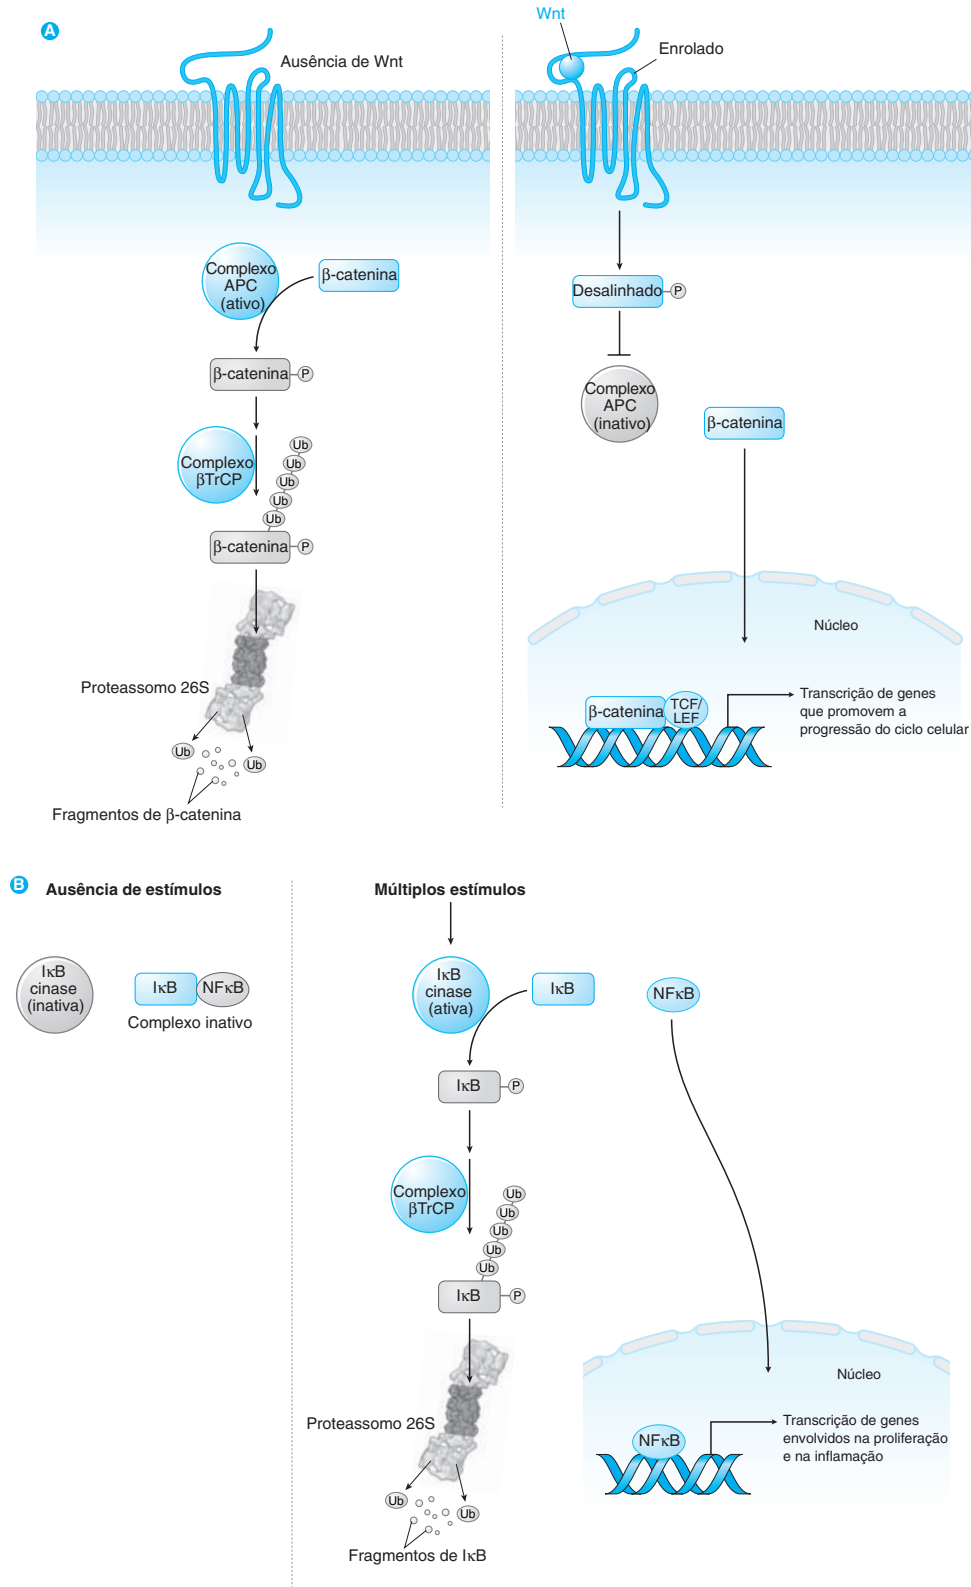 A
Ausência de Wnt
Complexo
APC
(ativo)
β-catenina
β-catenina
P
Complexo
βTrCP
Ub
Ub
Ub
Ub
Ub
β-catenina
P
Proteassomo 26S
Ub
Ub
Fragmentos de β-catenina
Wnt
Enrolado
Desalinhado
P
Complexo
APC
(inativo)
β-catenina
Núcleo
β-catenina
TCF/
LEF
Transcrição de genes
que promovem a
progressão do ciclo celular
B
Ausência de estímulos
IκB
cinase
(inativa)
IκB
NFκB
Complexo inativo
Múltiplos estímulos
IκB
cinase
(ativa)
IκB
NFκB
IκB
P
Complexo
βTrCP
Ub
Ub
Ub
Ub
Ub
IκB
P
Proteassomo 26S
Ub
Ub
Fragmentos de IκB
Núcleo
NFκB
Transcrição de genes
envolvidos na proliferação
e na inflamação